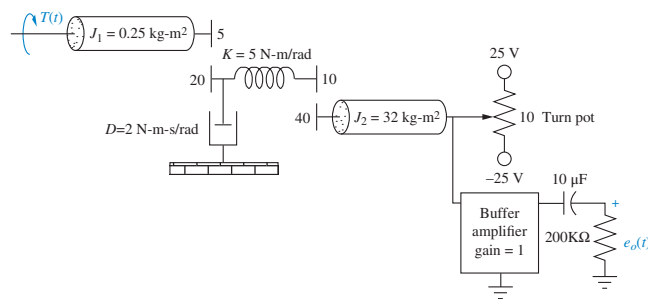 T(t)
J₁ = 0.25 kg-m²
5
K = 5 N-m/rad
20
10
D=2 N-m-s/rad
40
J₂ = 32 kg-m²
25 V
10 Turn pot
–25 V
10 μF
Buffer
amplifier
gain = 1
200KΩ
+
eₒ(t)